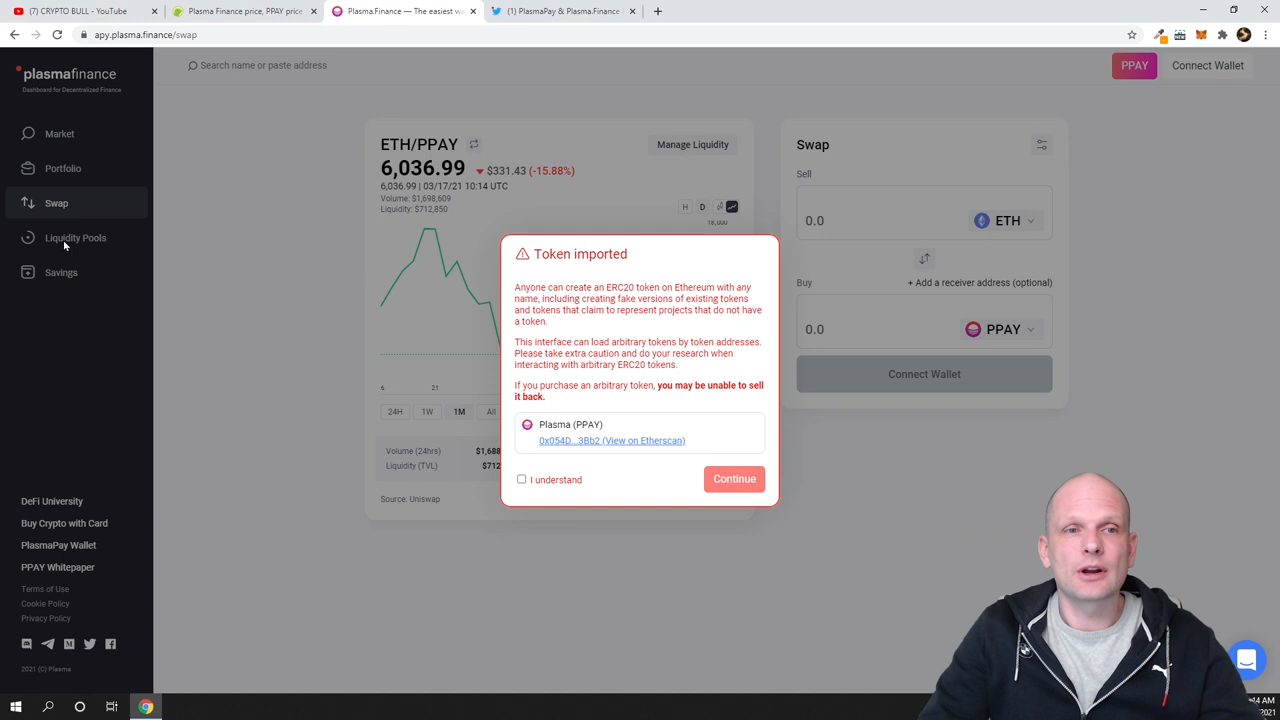 (7) CRYPTO BULL - YouTube
Plasma Finance price, PPAY price
Plasma.Finance — The easiest wa
(1) PlasmaPay & Plasma.Finance
apy.plasma.finance/swap
plasmafinance
Dashboard for Decentralized Finance
Search name or paste address
PPAY
Connect Wallet
Market
Portfolio
Swap
Liquidity Pools
Savings
DeFi University
Buy Crypto with Card
PlasmaPay Wallet
PPAY Whitepaper
Terms of Use
Cookie Policy
Privacy Policy
2021 (C) Plasma
ETH/PPAY
Manage Liquidity
6,036.99 $331.43 (-15.88%)
6,036.99 | 03/17/21 10:14 UTC
Volume: $1,698,609
Liquidity: $712,850
H D
18,000
6 21
24H 1W 1M All
Volume (24hrs) $1,688
Liquidity (TVL) $712
Source: Uniswap
Token imported
Anyone can create an ERC20 token on Ethereum with any
name, including creating fake versions of existing tokens
and tokens that claim to represent projects that do not have
a token.
This interface can load arbitrary tokens by token addresses.
Please take extra caution and do your research when
interacting with arbitrary ERC20 tokens.
If you purchase an arbitrary token, you may be unable to sell
it back.
Plasma (PPAY)
0x054D...3Bb2 (View on Etherscan)
I understand
Continue
Swap
Sell
0.0 ETH
Buy + Add a receiver address (optional)
0.0 PPAY
Connect Wallet